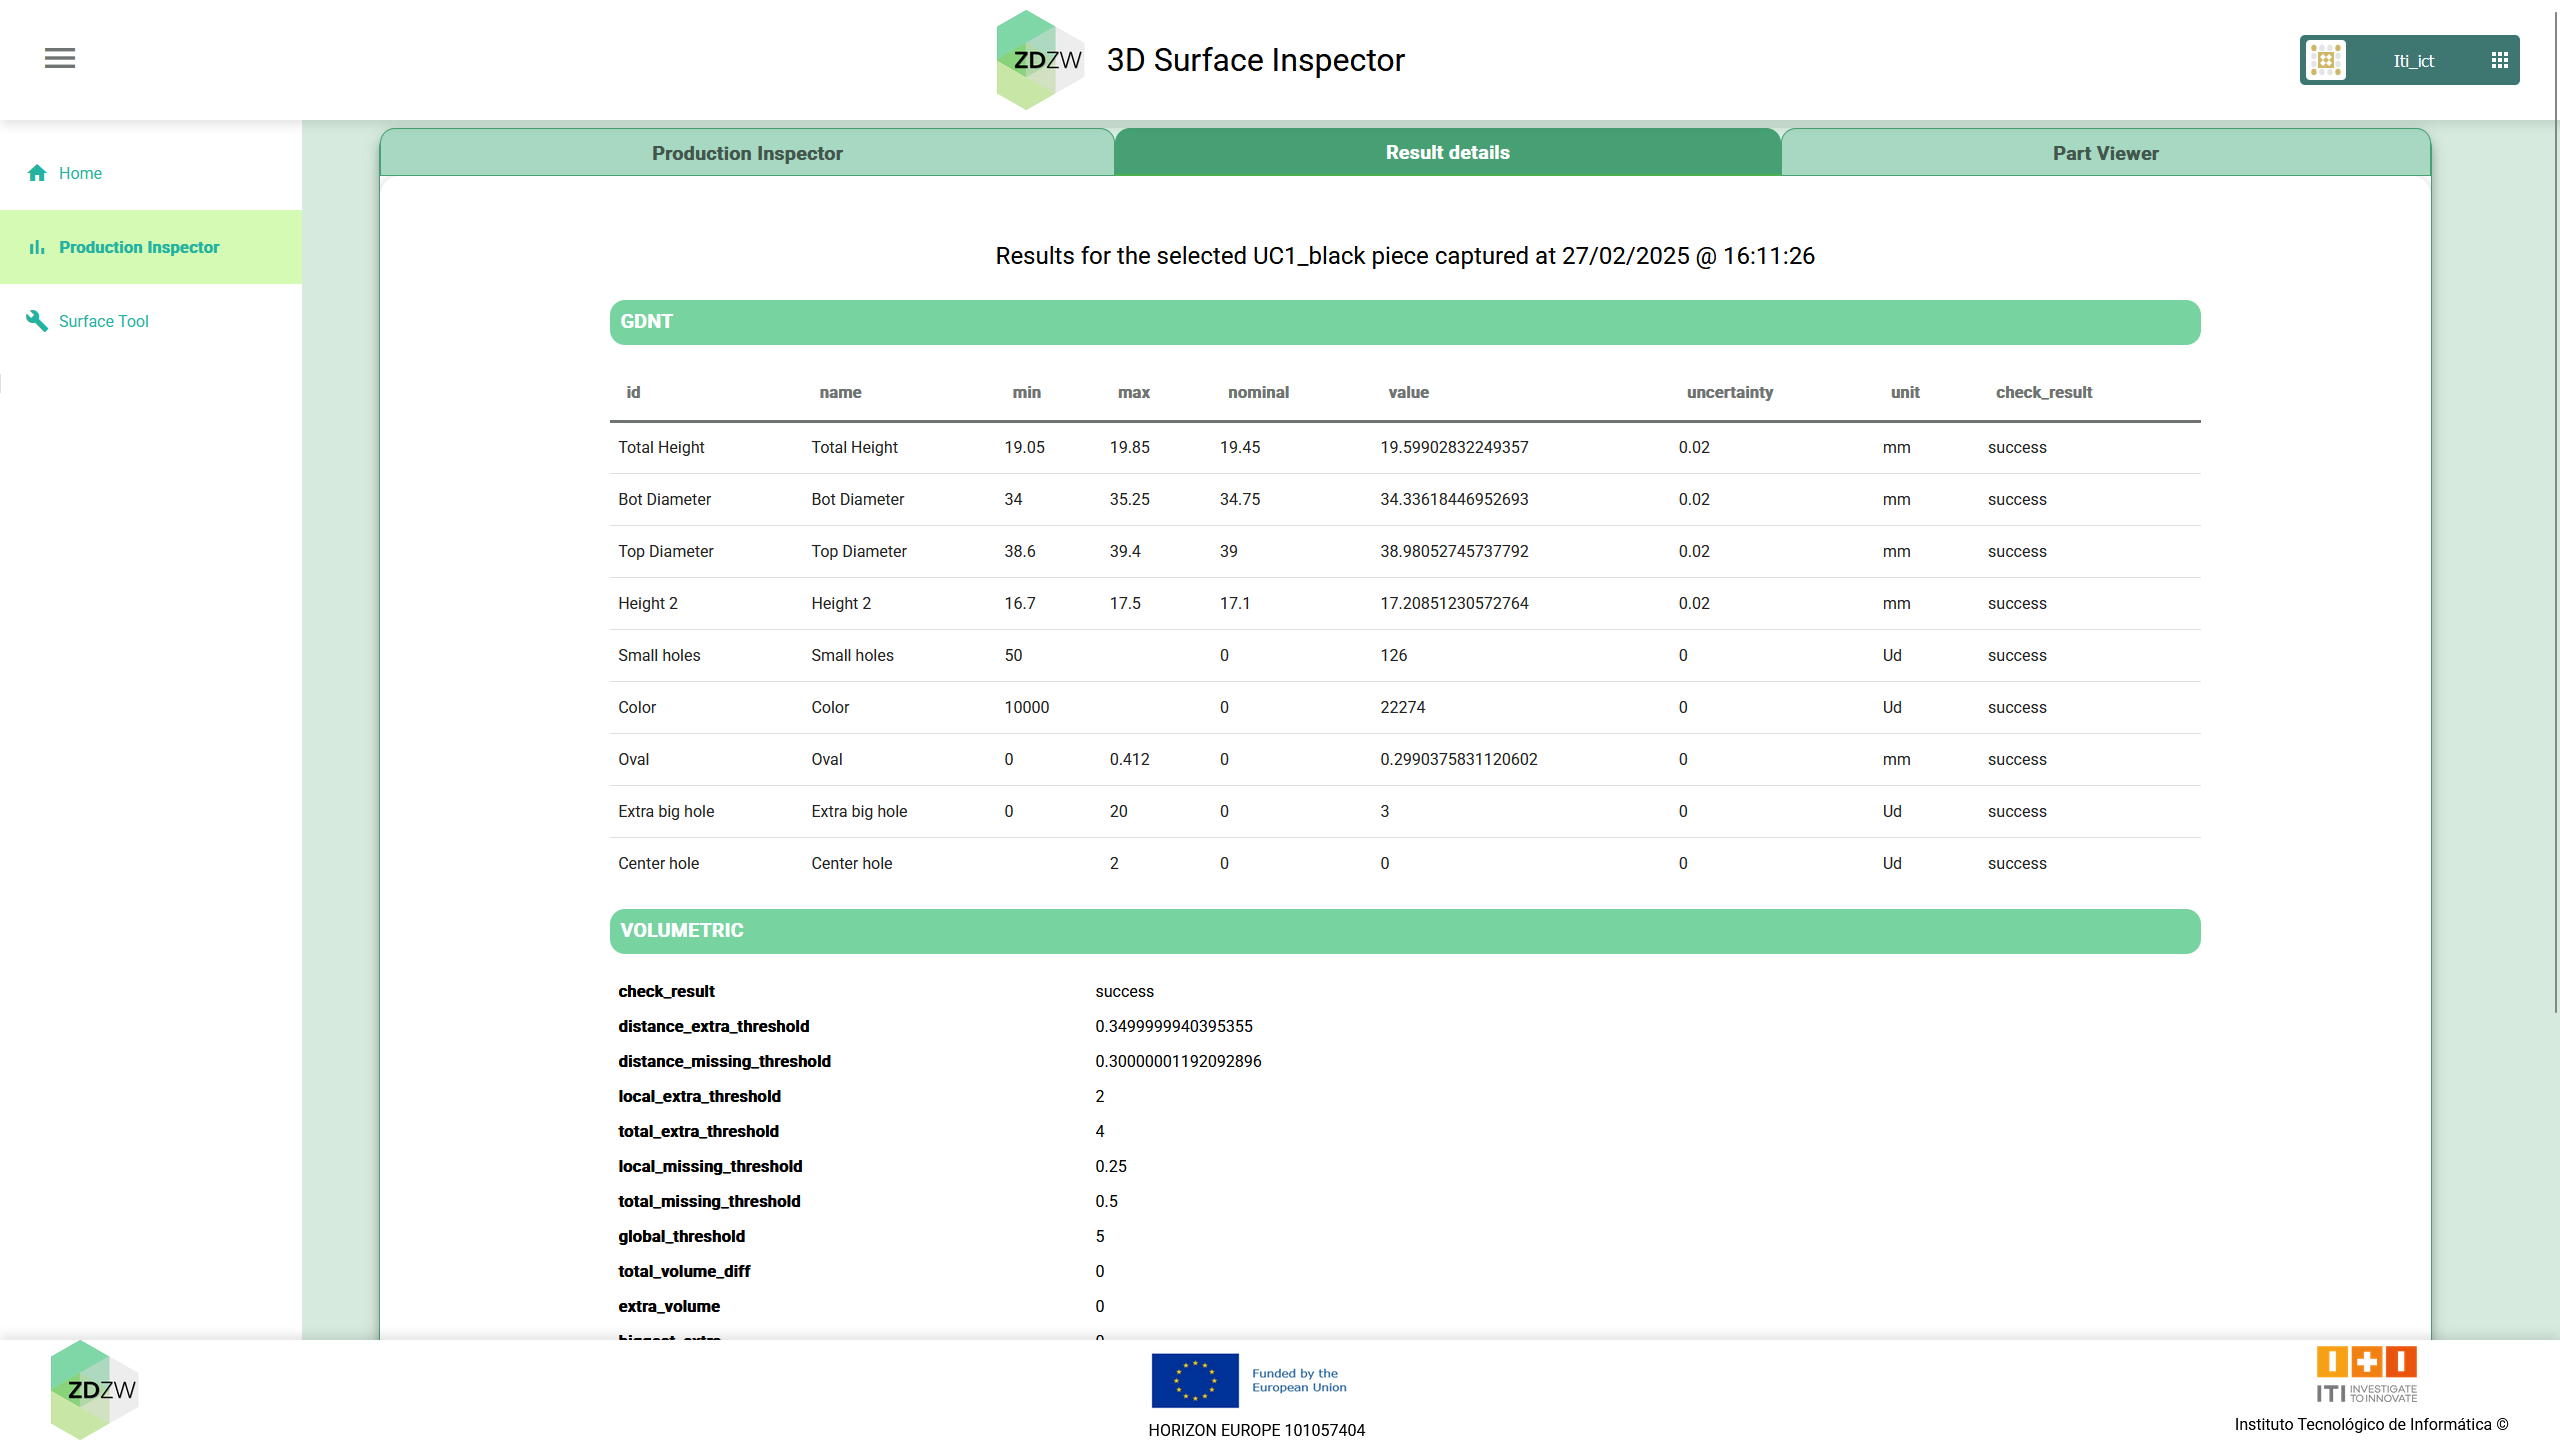 ZDZW
3D Surface Inspector
Iti_ict
Home
Production Inspector
Surface Tool
Production Inspector
Result details
Part Viewer
Results for the selected UC1_black piece captured at 27/02/2025 @ 16:11:26
GDNT
id name min max nominal value uncertainty unit check_result
Total Height Total Height 19.05 19.85 19.45 19.59902832249357 0.02 mm success
Bot Diameter Bot Diameter 34 35.25 34.75 34.33618446952693 0.02 mm success
Top Diameter Top Diameter 38.6 39.4 39 38.98052745737792 0.02 mm success
Height 2 Height 2 16.7 17.5 17.1 17.20851230572764 0.02 mm success
Small holes Small holes 50 0 126 0 Ud success
Color Color 10000 0 22274 0 Ud success
Oval Oval 0 0.412 0 0.2990375831120602 0 mm success
Extra big hole Extra big hole 0 20 0 3 0 Ud success
Center hole Center hole 2 0 0 0 Ud success
VOLUMETRIC
check_result success
distance_extra_threshold 0.3499999940395355
distance_missing_threshold 0.30000001192092896
local_extra_threshold 2
total_extra_threshold 4
local_missing_threshold 0.25
total_missing_threshold 0.5
global_threshold 5
total_volume_diff 0
extra_volume 0
ZDZW
Funded by the
European Union
HORIZON EUROPE 101057404
ITI INVESTIGATE
TO INNOVATE
Instituto Tecnológico de Informática ©